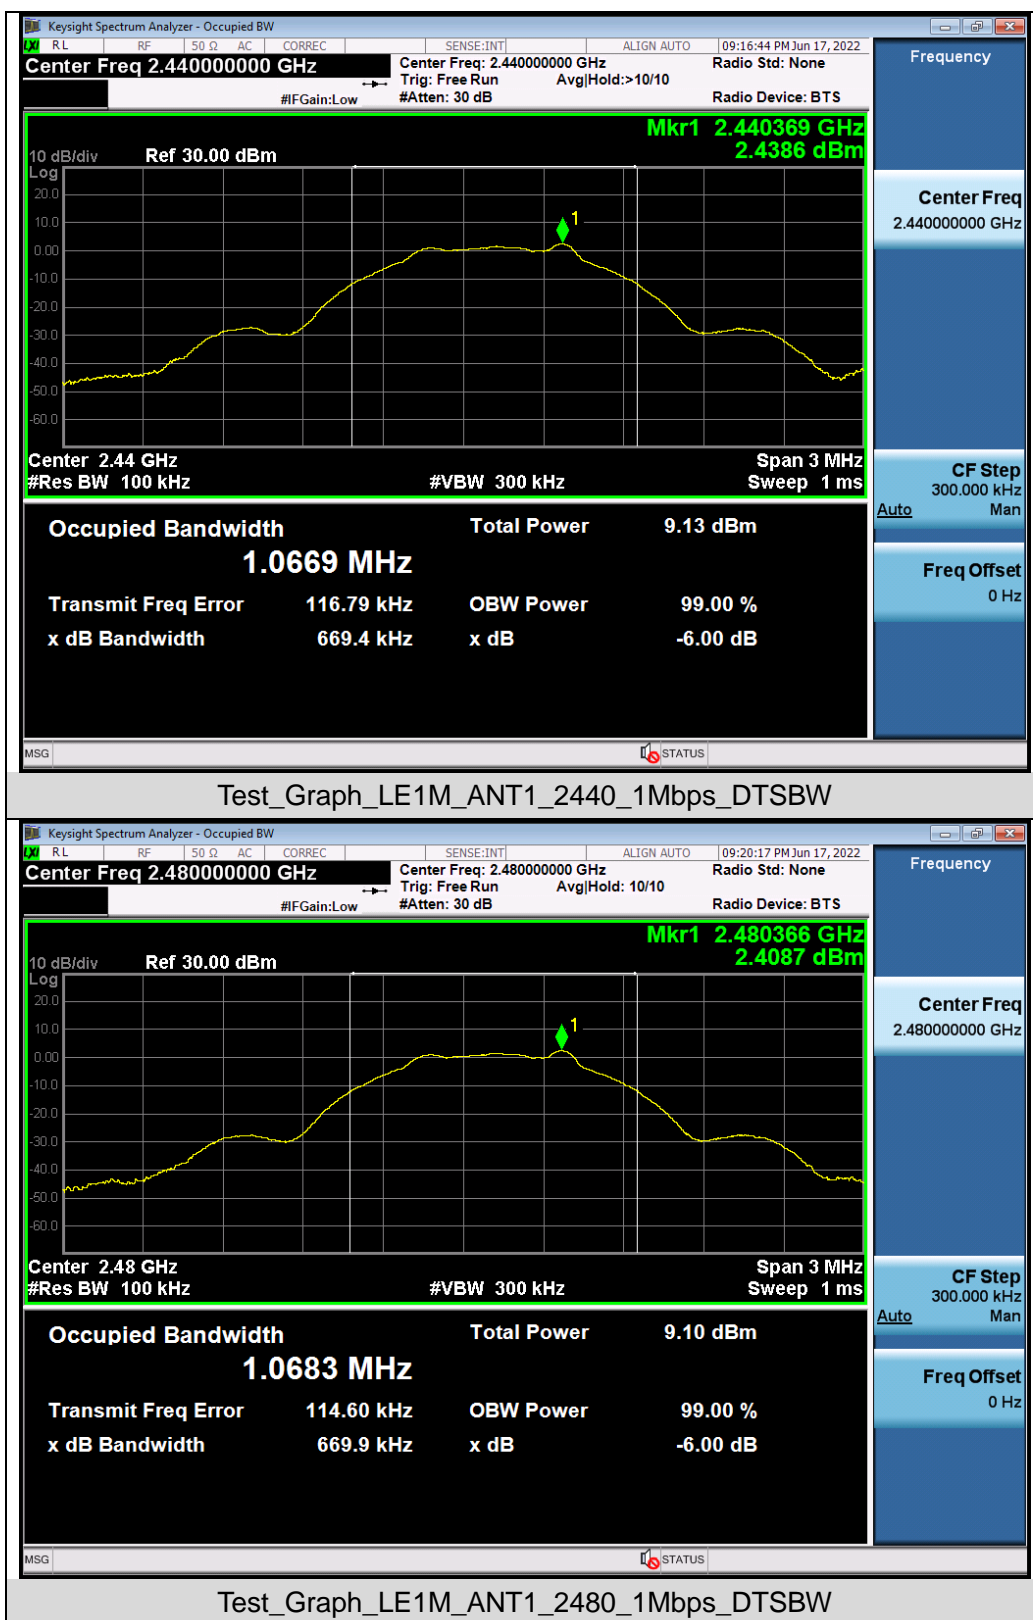 Keysight Spectrum Analyzer - Occupied BW
LXI RL RF 50 Ω AC CORREC SENSE:INT ALIGN AUTO 09:16:44 PM Jun 17, 2022
Center Freq 2.440000000 GHz
Center Freq: 2.440000000 GHz
Radio Std: None
Trig: Free Run Avg|Hold:>10/10
#IFGain:Low #Atten: 30 dB Radio Device: BTS
Mkr1 2.440369 GHz
2.4386 dBm
10 dB/div Ref 30.00 dBm
Log
20.0
10.0
0.00
-10.0
-20.0
-30.0
-40.0
-50.0
-60.0
1
Center 2.44 GHz Span 3 MHz
#Res BW 100 kHz #VBW 300 kHz Sweep 1 ms
Occupied Bandwidth Total Power 9.13 dBm
1.0669 MHz
Transmit Freq Error 116.79 kHz OBW Power 99.00 %
x dB Bandwidth 669.4 kHz x dB -6.00 dB
MSG STATUS
Frequency
Center Freq
2.440000000 GHz
CF Step
300.000 kHz
Auto Man
Freq Offset
0 Hz
Test_Graph_LE1M_ANT1_2440_1Mbps_DTSBW
Keysight Spectrum Analyzer - Occupied BW
LXI RL RF 50 Ω AC CORREC SENSE:INT ALIGN AUTO 09:20:17 PM Jun 17, 2022
Center Freq 2.480000000 GHz
Center Freq: 2.480000000 GHz
Radio Std: None
Trig: Free Run Avg|Hold: 10/10
#IFGain:Low #Atten: 30 dB Radio Device: BTS
Mkr1 2.480366 GHz
2.4087 dBm
10 dB/div Ref 30.00 dBm
Log
20.0
10.0
0.00
-10.0
-20.0
-30.0
-40.0
-50.0
-60.0
1
Center 2.48 GHz Span 3 MHz
#Res BW 100 kHz #VBW 300 kHz Sweep 1 ms
Occupied Bandwidth Total Power 9.10 dBm
1.0683 MHz
Transmit Freq Error 114.60 kHz OBW Power 99.00 %
x dB Bandwidth 669.9 kHz x dB -6.00 dB
MSG STATUS
Frequency
Center Freq
2.480000000 GHz
CF Step
300.000 kHz
Auto Man
Freq Offset
0 Hz
Test_Graph_LE1M_ANT1_2480_1Mbps_DTSBW